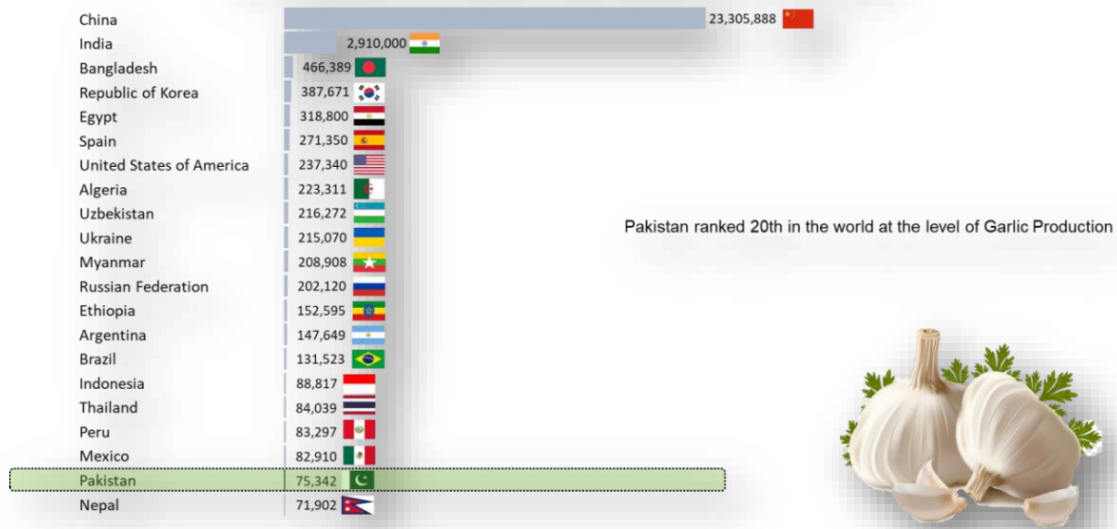 China 23,305,888
India 2,910,000
Bangladesh 466,389
Republic of Korea 387,671
Egypt 318,800
Spain 271,350
United States of America 237,340
Algeria 223,311
Uzbekistan 216,272
Ukraine 215,070
Pakistan ranked 20th in the world at the level of Garlic Production
Myanmar 208,908
Russian Federation 202,120
Ethiopia 152,595
Argentina 147,649
Brazil 131,523
Indonesia 88,817
Thailand 84,039
Peru 83,297
Mexico 82,910
Pakistan 75,342
Nepal 71,902